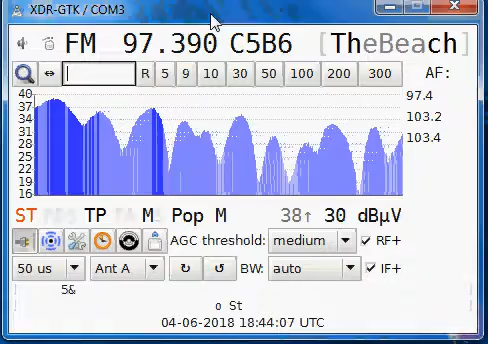 XDR-GTK / COM3
FM 97.390 C5B6 [TheBeach]
R 5 9 10 30 50 100 200 300 AF:
40
37
34
31
28
25
22
19
16
97.4
103.2
103.4
ST TP M Pop M 38↑ 30 dBµV
AGC threshold: medium RF+
50 us Ant A BW: auto IF+
5&
o St
04-06-2018 18:44:07 UTC